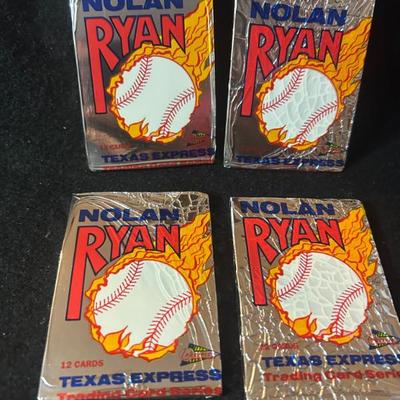 NOLAN
RYAN
TEXAS EXPRESS
NOLAN
RYAN
TEXAS EXPRESS
NOLAN
RYAN
12 CARDS
TEXAS EXPRESS
Trading Card Series
NOLAN
RYAN
TEXAS EXPRESS
Trading Card Series